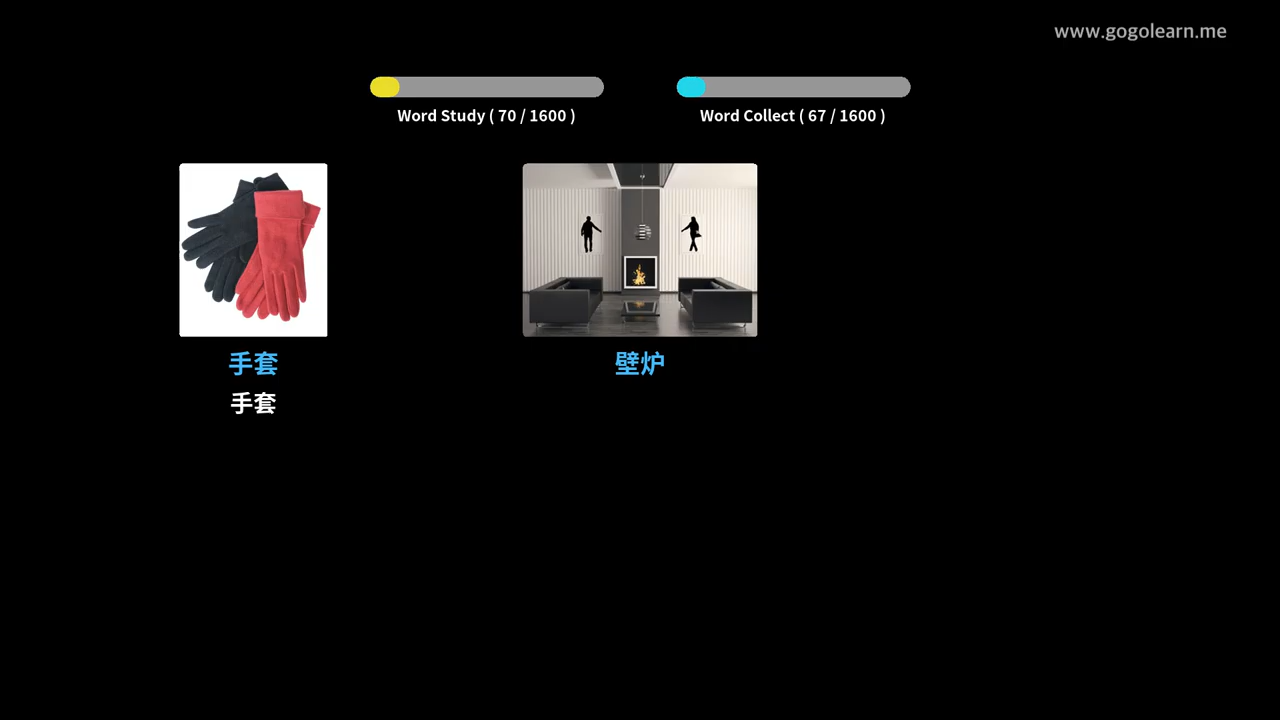 www.gogolearn.me
Word Study ( 70 / 1600 )
Word Collect ( 67 / 1600 )
手套
壁炉
手套